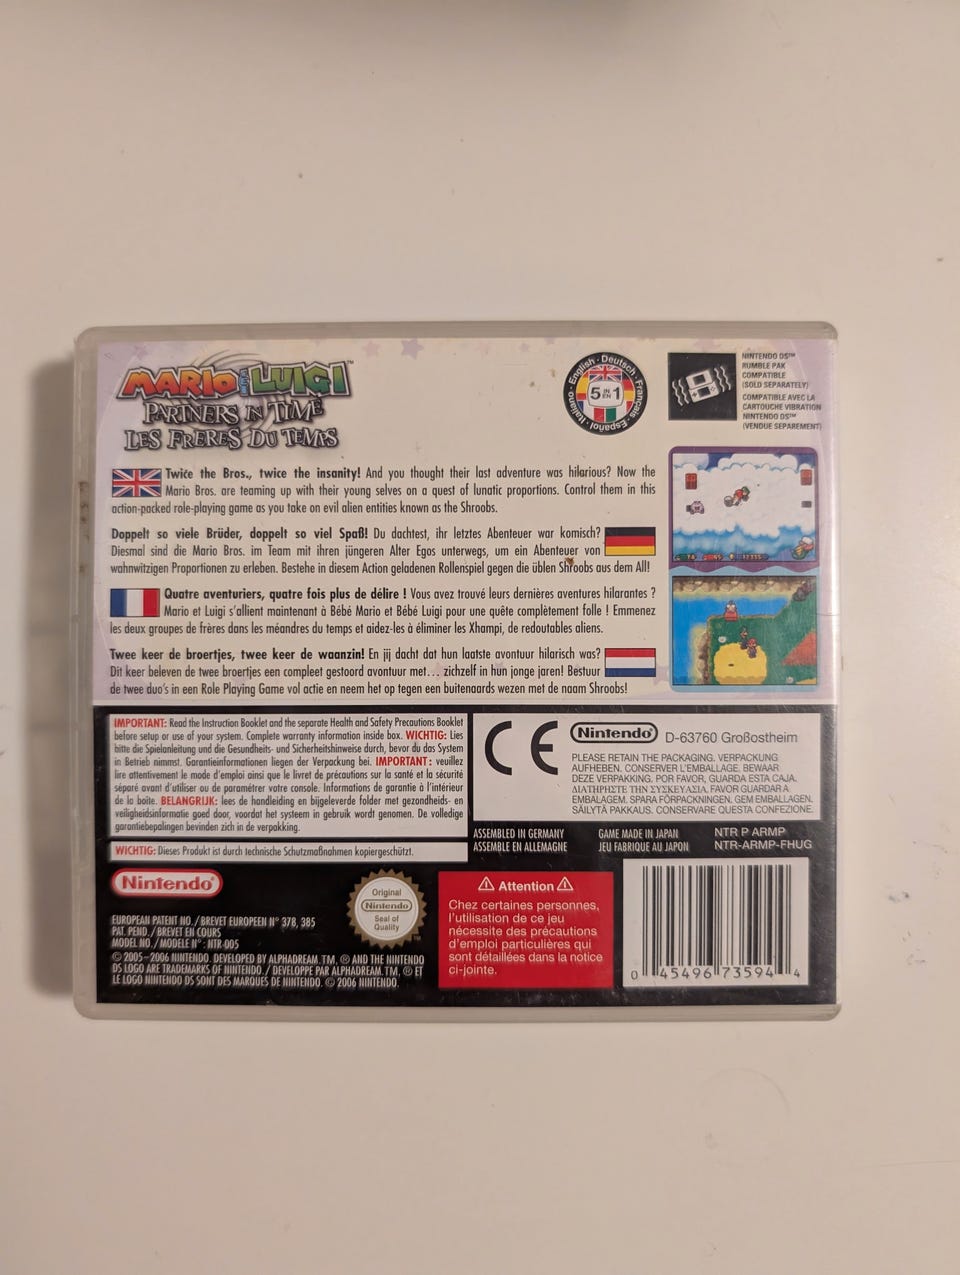 MARIO & LUIGI™
PARTNERS IN TIME
LES FRÈRES DU TEMPS
English · Deutsch · Français · Español · Italiano
5 IN 1
EN
NINTENDO DS™
RUMBLE PAK
COMPATIBLE
(SOLD SEPARATELY)
COMPATIBLE AVEC LA
CARTOUCHE VIBRATION
NINTENDO DS™
(VENDUE SEPAREMENT)
Twice the Bros., twice the insanity! And you thought their last adventure was hilarious? Now the
Mario Bros. are teaming up with their young selves on a quest of lunatic proportions. Control them in this
action-packed role-playing game as you take on evil alien entities known as the Shroobs.
Doppelt so viele Brüder, doppelt so viel Spaß! Du dachtest, ihr letztes Abenteuer war komisch?
Diesmal sind die Mario Bros. im Team mit ihren jüngeren Alter Egos unterwegs, um ein Abenteuer von
wahnwitzigen Proportionen zu erleben. Bestehe in diesem Action geladenen Rollenspiel gegen die üblen Shroobs aus dem All!
Quatre aventuriers, quatre fois plus de délire ! Vous avez trouvé leurs dernières aventures hilarantes ?
Mario et Luigi s'allient maintenant à Bébé Mario et Bébé Luigi pour une quête complètement folle ! Emmenez
les deux groupes de frères dans les méandres du temps et aidez-les à éliminer les Xhampi, de redoutables aliens.
Twee keer de broertjes, twee keer de waanzin! En jij dacht dat hun laatste avontuur hilarisch was?
Dit keer beleven de twee broertjes een compleet gestoord avontuur met... zichzelf in hun jonge jaren! Bestuur
de twee duo's in een Role Playing Game vol actie en neem het op tegen een buitenaards wezen met de naam Shroobs!
IMPORTANT: Read the Instruction Booklet and the separate Health and Safety Precautions Booklet
before setup or use of your system. Complete warranty information inside box. WICHTIG: Lies
bitte die Spielanleitung und die Gesundheits- und Sicherheitshinweise durch, bevor du das System
in Betrieb nimmst. Garantieinformationen liegen der Verpackung bei. IMPORTANT : veuillez
lire attentivement le mode d'emploi ainsi que le livret de précautions sur la santé et la sécurité
séparé avant d'utiliser ou de paramétrer votre console. Informations de garantie à l'intérieur
de la boîte. BELANGRIJK: lees de handleiding en bijgeleverde folder met gezondheids- en
veiligheidsinformatie goed door, voordat het systeem in gebruik wordt genomen. De volledige
garantiebepalingen bevinden zich in de verpakking.
WICHTIG: Dieses Produkt ist durch technische Schutzmaßnahmen kopiergeschützt.
CE
Nintendo® D-63760 Großostheim
PLEASE RETAIN THE PACKAGING. VERPACKUNG
AUFHEBEN. CONSERVER L'EMBALLAGE. BEWAAR
DEZE VERPAKKING. POR FAVOR, GUARDA ESTA CAJA.
ΔΙΑΤΗΡΗΣΤΕ ΤΗΝ ΣΥΣΚΕΥΑΣΙΑ. FAVOR GUARDAR A
EMBALAGEM. SPARA FÖRPACKNINGEN. GEM EMBALLAGEN.
SÄILYTÄ PAKKAUS. CONSERVARE QUESTA CONFEZIONE.
ASSEMBLED IN GERMANY
ASSEMBLE EN ALLEMAGNE
GAME MADE IN JAPAN
JEU FABRIQUE AU JAPON
NTR P ARMP
NTR-ARMP-FHUG
Nintendo®
EUROPEAN PATENT NO./BREVET EUROPEEN N° 378, 385
PAT. PEND./BREVET EN COURS
MODEL NO./MODELE N° : NTR-005
© 2005-2006 NINTENDO. DEVELOPED BY ALPHADREAM. TM, ® AND THE NINTENDO
DS LOGO ARE TRADEMARKS OF NINTENDO. / DEVELOPPE PAR ALPHADREAM. TM, ® ET
LE LOGO NINTENDO DS SONT DES MARQUES DE NINTENDO. © 2006 NINTENDO.
Original
Nintendo
Seal of
Quality
TM
Attention
Chez certaines personnes,
l'utilisation de ce jeu
nécessite des précautions
d'emploi particulières qui
sont détaillées dans la notice
ci-jointe.
0 45496 73594 4